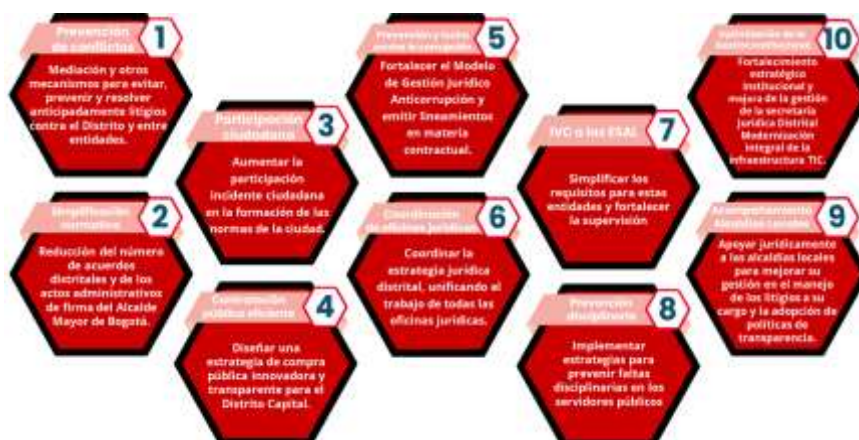 1
Prevención
de conflictos
Mediación y otros
mecanismos para evitar,
prevenir y resolver
anticipadamente litigios
contra el Distrito y entre
entidades.
2
Simplificación
normativa
Reducción del número
de acuerdos
distritales y de los
actos administrativos
de firma del Alcalde
Mayor de Bogotá.
3
Participación
ciudadana
Aumentar la
participación
incidente ciudadana
en la formación de las
normas de la ciudad.
4
Contratación
pública eficiente
Diseñar una
estrategia de compra
pública innovadora y
transparente para el
Distrito Capital.
5
Prevención y lucha
contra la corrupción
Fortalecer el Modelo
de Gestión Jurídico
Anticorrupción y
emitir lineamientos
en materia
contractual.
6
Coordinación
de oficinas jurídicas
Coordinar la
estrategia jurídica
distrital, unificando el
trabajo de todas las
oficinas jurídicas.
7
IVC a las ESAL
Simplificar los
requisitos para estas
entidades y fortalecer
la supervisión
8
Prevención
disciplinaria
Implementar
estrategias para
prevenir faltas
disciplinarias en los
servidores públicos
9
Alcaldías Locales
Apoyar jurídicamente
a las alcaldías locales
para mejorar su
gestión en el manejo
de los litigios a su
cargo y la adopción de
políticas de
transparencia.
10
Fortalecimiento
estratégico
institucional y
mejora de la gestión
de la secretaría
Jurídica Distrital
Modernización
integral de la
infraestructura TIC.